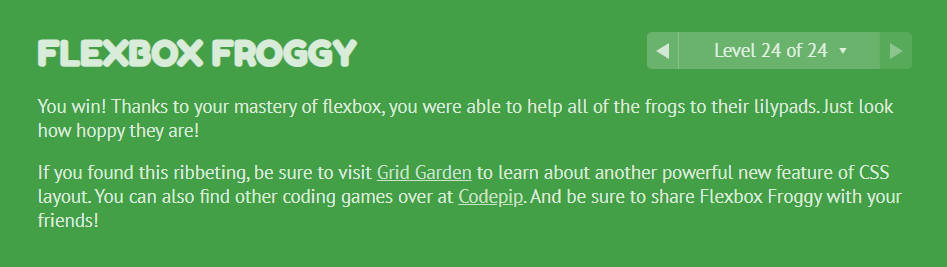 FLEXBOX FROGGY
Level 24 of 24
You win! Thanks to your mastery of flexbox, you were able to help all of the frogs to their lilypads. Just look
how hoppy they are!
If you found this ribbeting, be sure to visit Grid Garden to learn about another powerful new feature of CSS
layout. You can also find other coding games over at Codepip. And be sure to share Flexbox Froggy with your
friends!